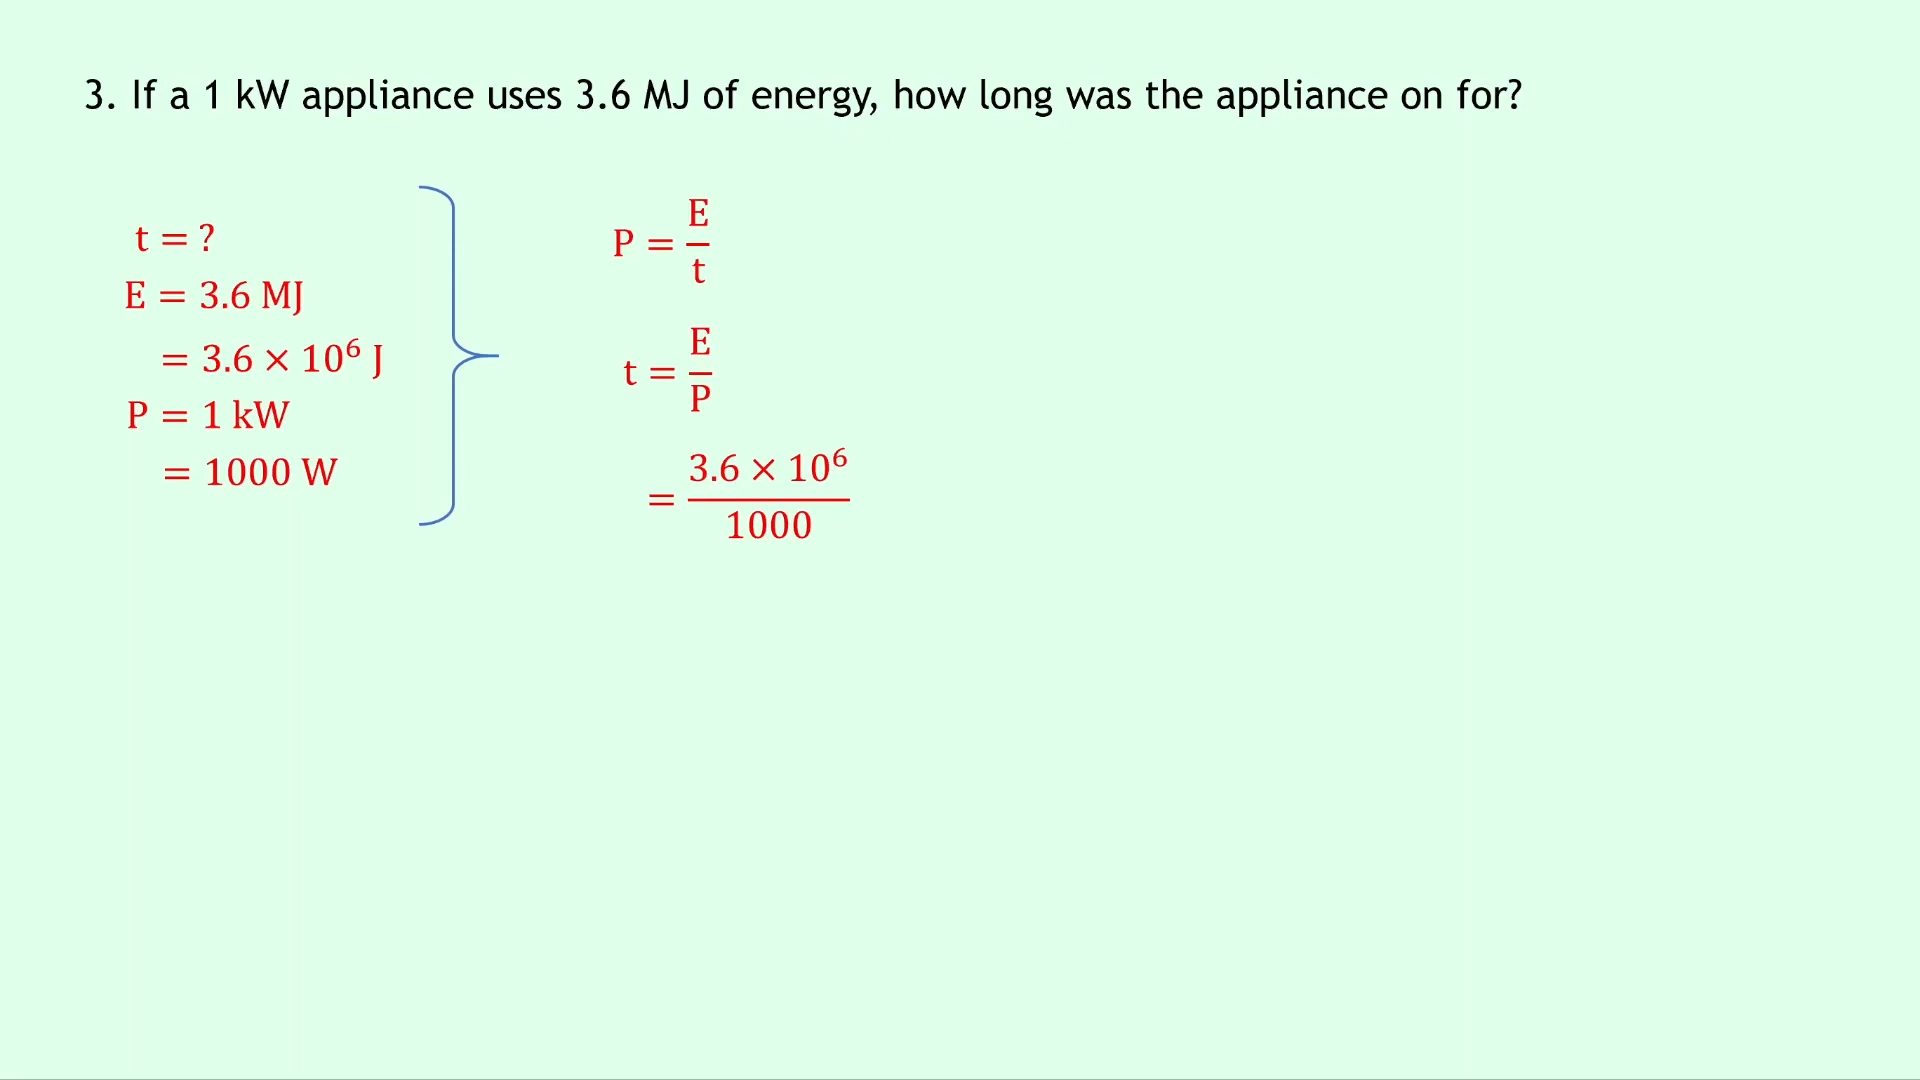 3. If a 1 kW appliance uses 3.6 MJ of energy, how long was the appliance on for?
t = ?
E = 3.6 MJ
= 3.6 × 10⁶ J
P = 1 kW
= 1000 W
P = E/t
t = E/P
= 3.6 × 10⁶/1000